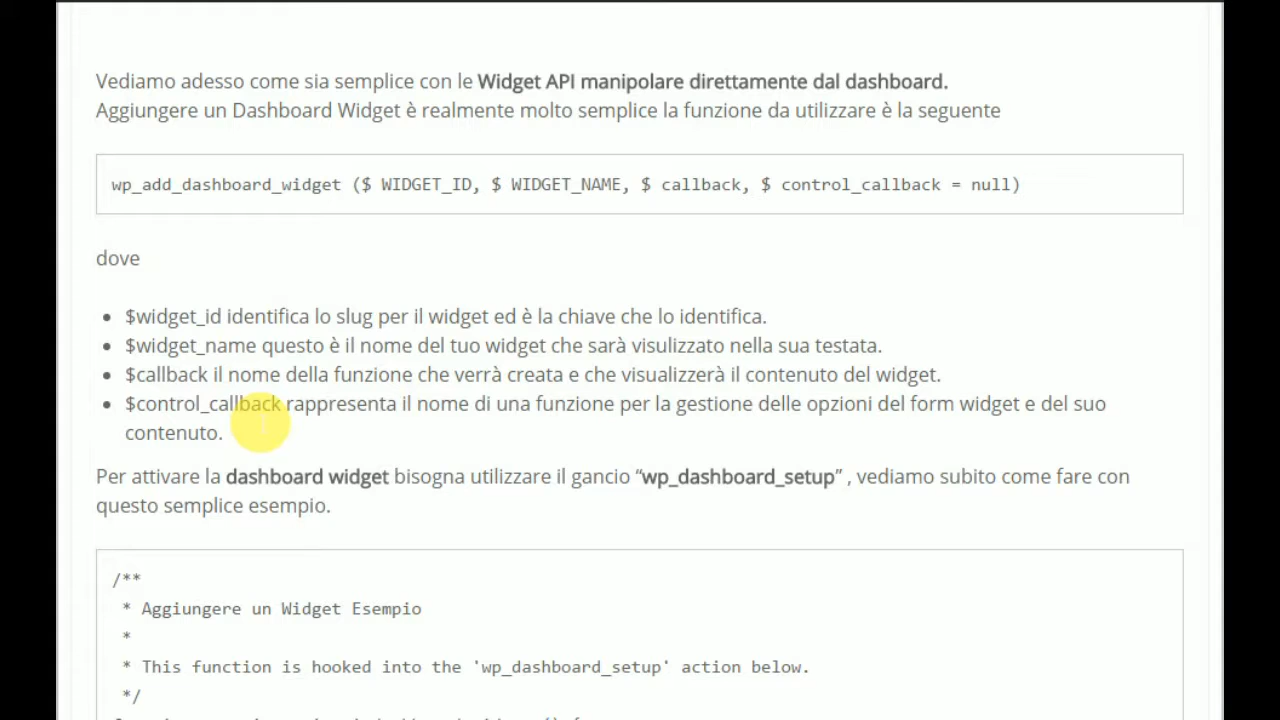 Vediamo adesso come sia semplice con le Widget API manipolare direttamente dal dashboard.
Aggiungere un Dashboard Widget è realmente molto semplice la funzione da utilizzare è la seguente
wp_add_dashboard_widget ($ WIDGET_ID, $ WIDGET_NAME, $ callback, $ control_callback = null)
dove
• $widget_id identifica lo slug per il widget ed è la chiave che lo identifica.
• $widget_name questo è il nome del tuo widget che sarà visulizzato nella sua testata.
• $callback il nome della funzione che verrà creata e che visualizzerà il contenuto del widget.
• $control_callback rappresenta il nome di una funzione per la gestione delle opzioni del form widget e del suo
contenuto.
Per attivare la dashboard widget bisogna utilizzare il gancio “wp_dashboard_setup” , vediamo subito come fare con
questo semplice esempio.
/**
* Aggiungere un Widget Esempio
*
* This function is hooked into the 'wp_dashboard_setup' action below.
*/